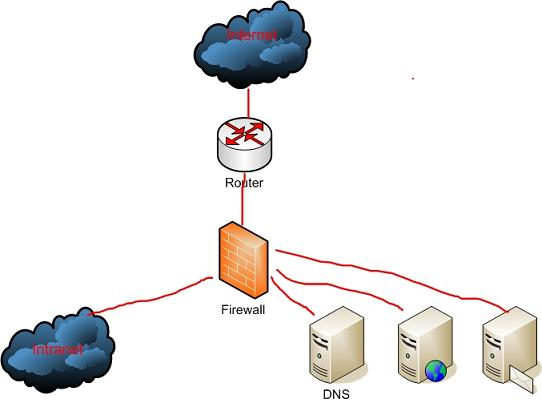 Internet
Router
Firewall
intranet
DNS